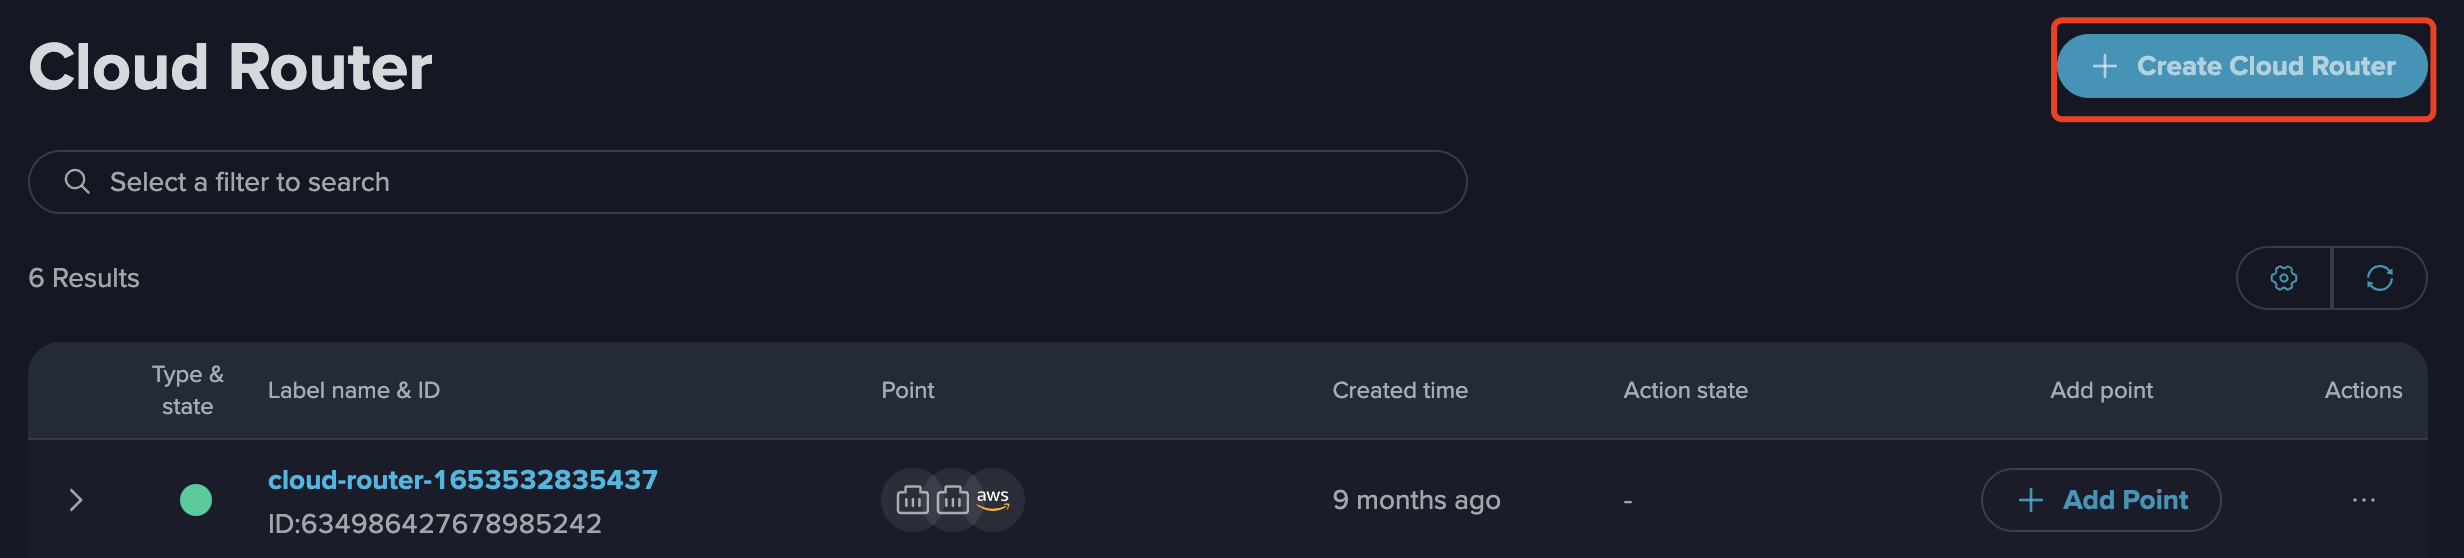 Cloud Router
Create Cloud Router
Select a filter to search
6 Results
Type &
state
Label name & ID
Point
Created time
Action state
Add point
Actions
cloud-router-1653532835437
ID:634986427678985242
aws
9 months ago
-
Add Point
...